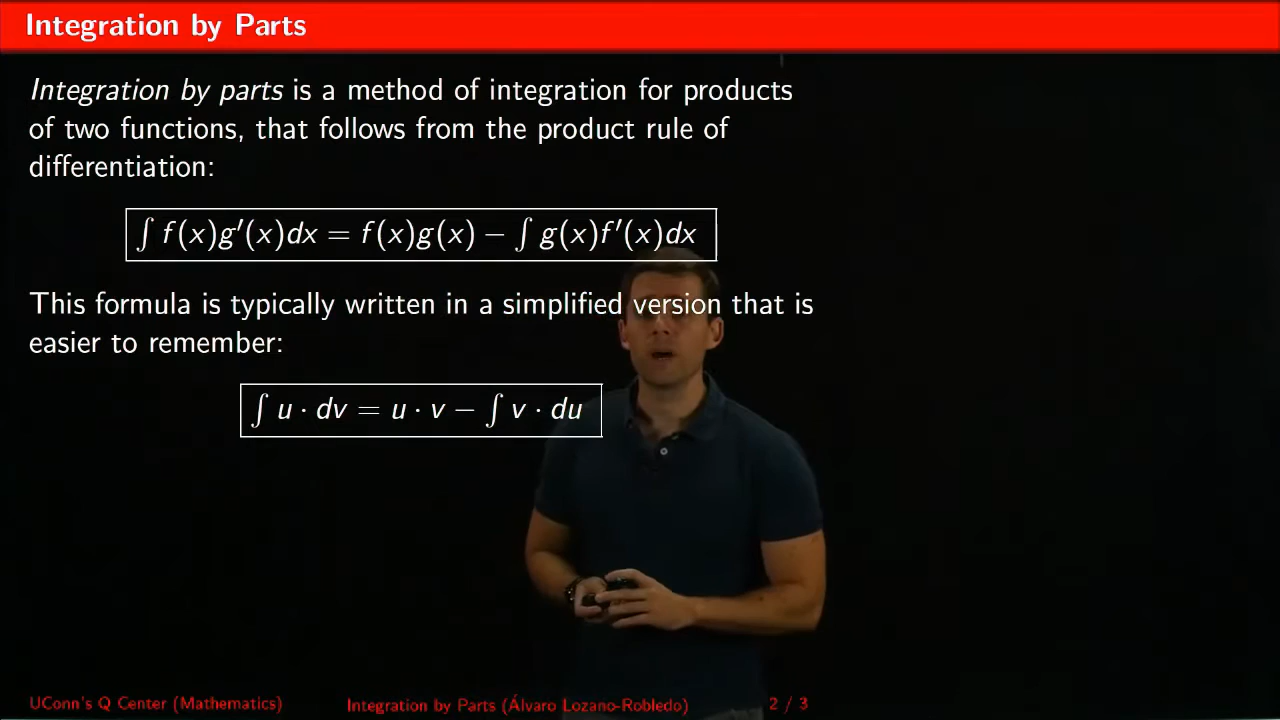 Integration by Parts
Integration by parts is a method of integration for products
of two functions, that follows from the product rule of
differentiation:
∫ f(x)g′(x)dx = f(x)g(x) − ∫ g(x)f′(x)dx
This formula is typically written in a simplified version that is
easier to remember:
∫ u · dv = u · v − ∫ v · du
UConn's Q Center (Mathematics) Integration by Parts (Álvaro Lozano-Robledo) 2 / 3